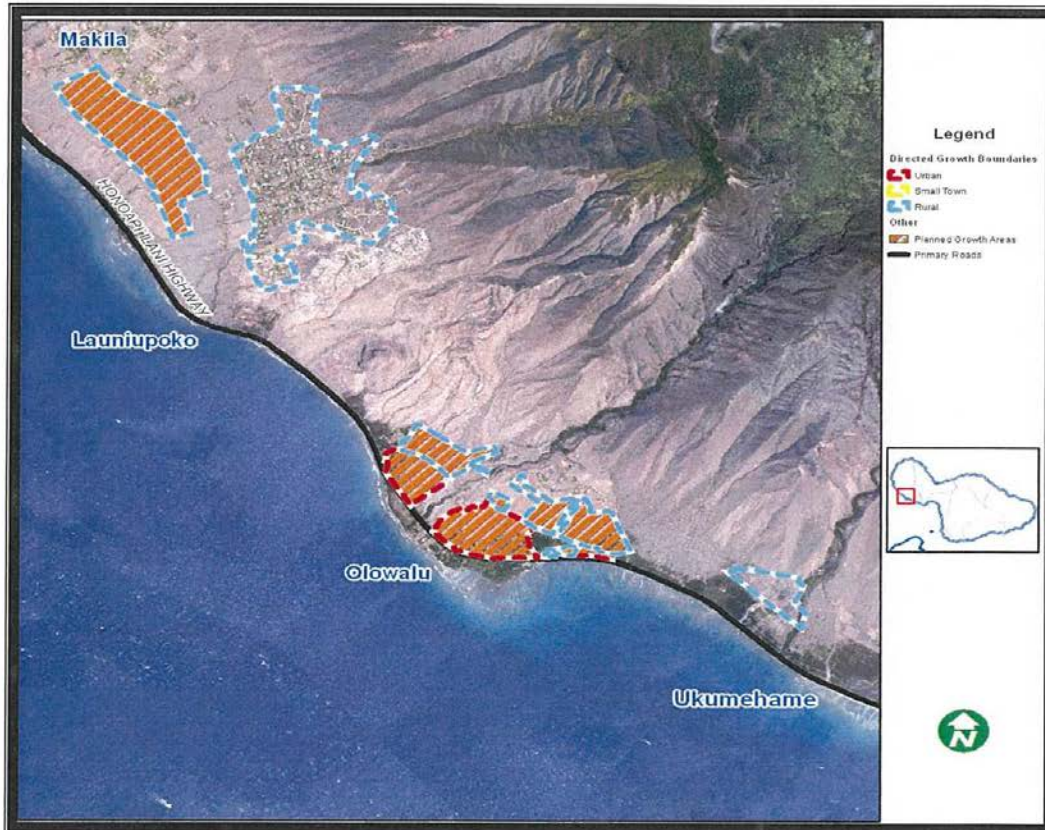 Makila
HONOAPIILANI HIGHWAY
Launiupoko
Olowalu
Ukumehame
Legend
Directed Growth Boundaries
Urban
Small Town
Rural
Other
Planned Growth Areas
Primary Roads
N